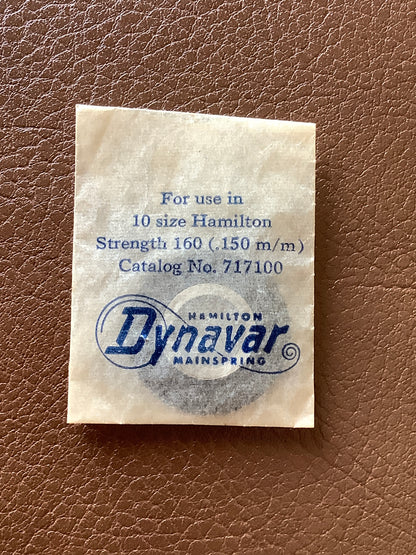 For use in
10 size Hamilton
Strength 160 (.150 m/m)
Catalog No. 717100
HAMILTON
Dynavar
MAINSPRING